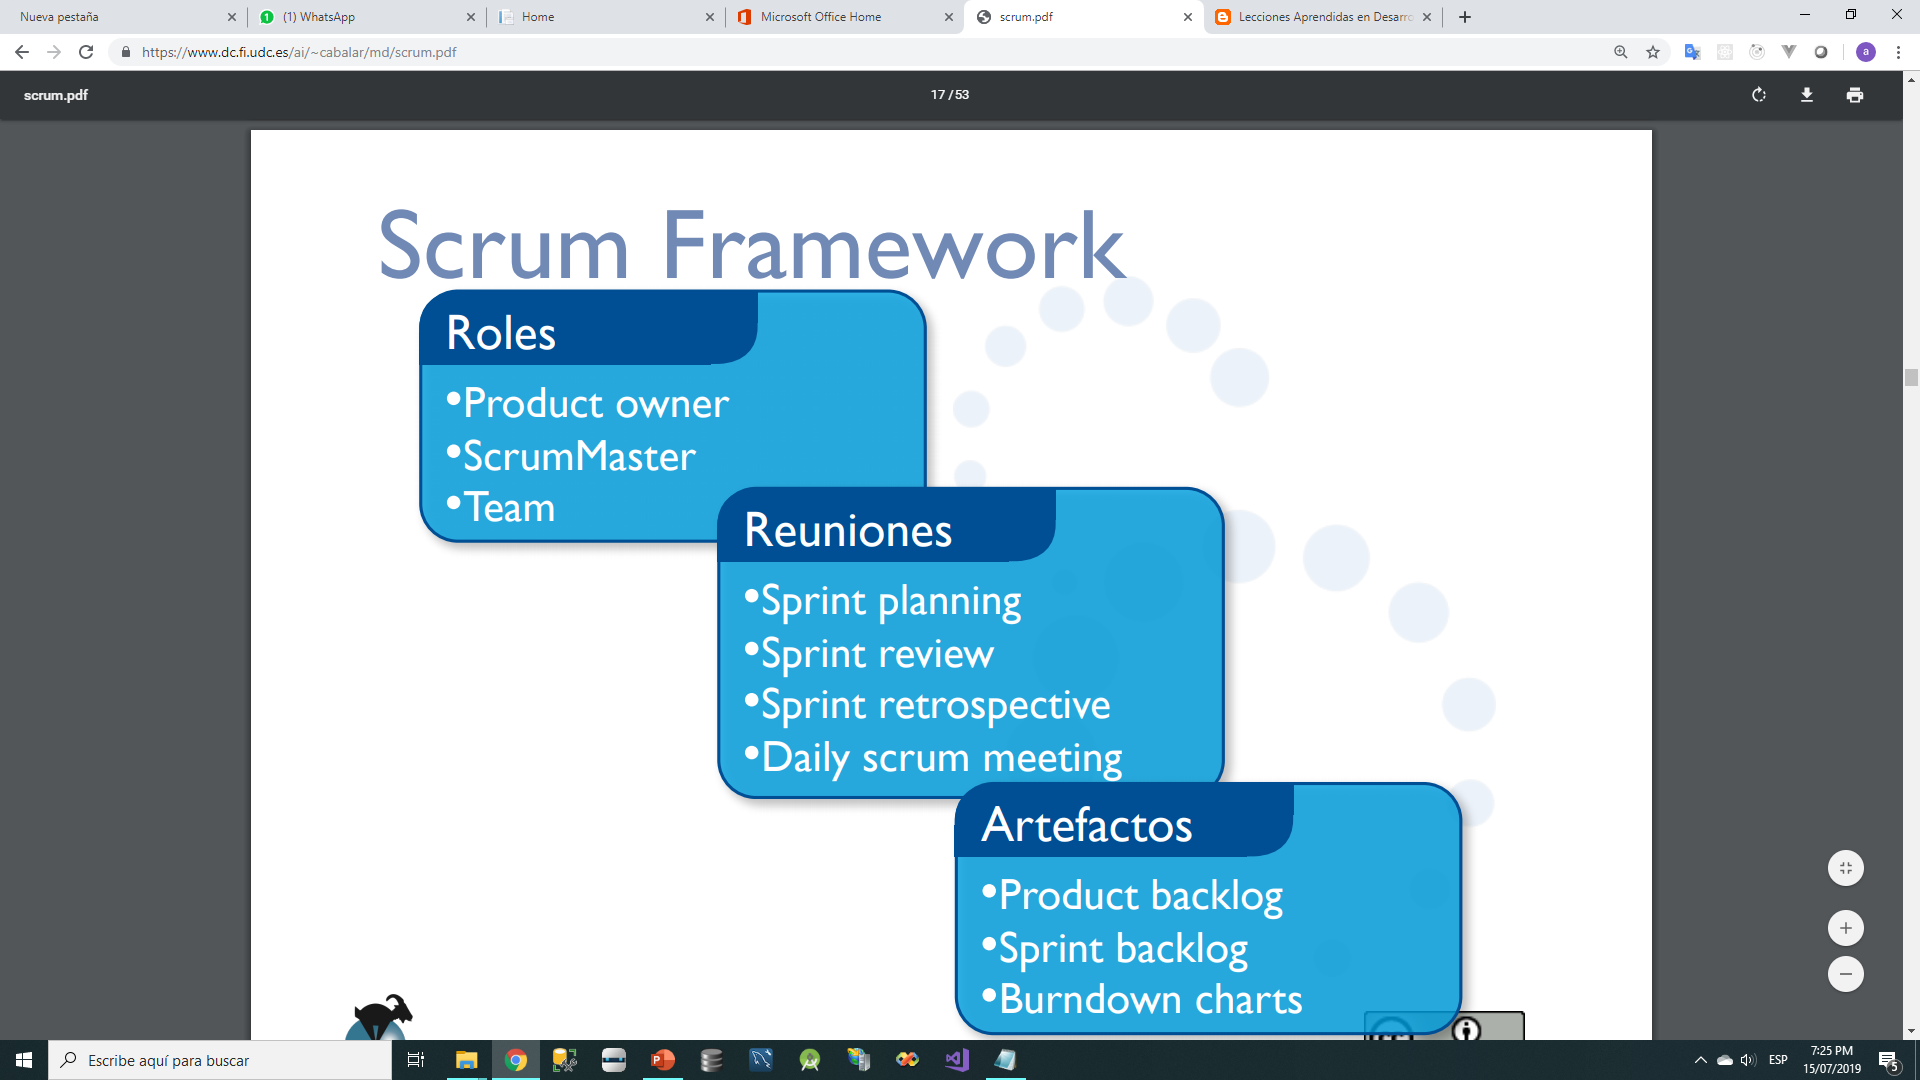 Nueva pestaña
(1) WhatsApp
Home
Microsoft Office Home
scrum.pdf
Lecciones Aprendidas en Desarro
https://www.dc.fi.udc.es/ai/~cabalar/md/scrum.pdf
a
scrum.pdf
17 / 53
Scrum Framework
Roles
•Product owner
•ScrumMaster
•Team
Reuniones
•Sprint planning
•Sprint review
•Sprint retrospective
•Daily scrum meeting
Artefactos
•Product backlog
•Sprint backlog
•Burndown charts
Escribe aquí para buscar
ESP
7:25 PM
15/07/2019
5